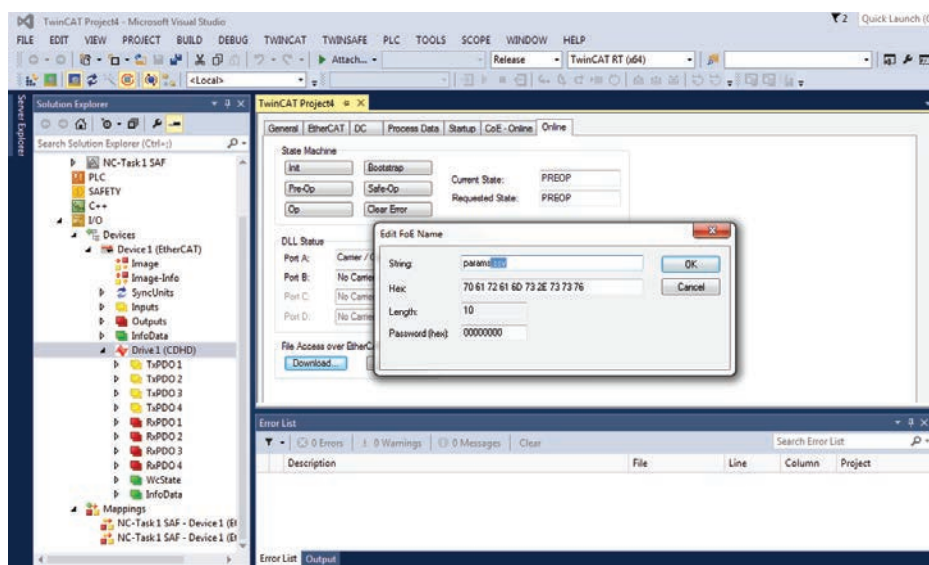 TwinCAT Project4 - Microsoft Visual Studio
2
Quick Launch (
FILE EDIT VIEW PROJECT BUILD DEBUG TWINCAT TWINSAFE PLC TOOLS SCOPE WINDOW HELP
Attach...
Release
TwinCAT RT (x64)
<Local>
Server Explorer
Solution Explorer
Search Solution Explorer (Ctrl+;)
NC-Task 1 SAF
PLC
SAFETY
C++
I/O
Devices
Device 1 (EtherCAT)
Image
Image-Info
SyncUnits
Inputs
Outputs
InfoData
Drive 1 (CDHD)
TxPDO 1
TxPDO 2
TxPDO 3
TxPDO 4
RxPDO 1
RxPDO 2
RxPDO 3
RxPDO 4
WcState
InfoData
Mappings
NC-Task 1 SAF - Device 1 (Et
NC-Task 1 SAF - Device 1 (Et
TwinCAT Project4
General EtherCAT DC Process Data Startup CoE - Online Online
State Machine
Init Bootstrap
Pre-Op Safe-Op
Op Clear Error
Current State: PREOP
Requested State: PREOP
DLL Status
Port A: Carrier /
Port B: No Carrie
Port C: No Carrie
Port D: No Carrie
File Access over EtherC
Download...
Edit FoE Name
String: params
Hex: 70 61 72 61 6D 73 2E 73 73 76
Length: 10
Password (hex): 00000000
OK
Cancel
Error List
0 Errors 0 Warnings 0 Messages Clear
Search Error List
Description File Line Column Project
Error List Output